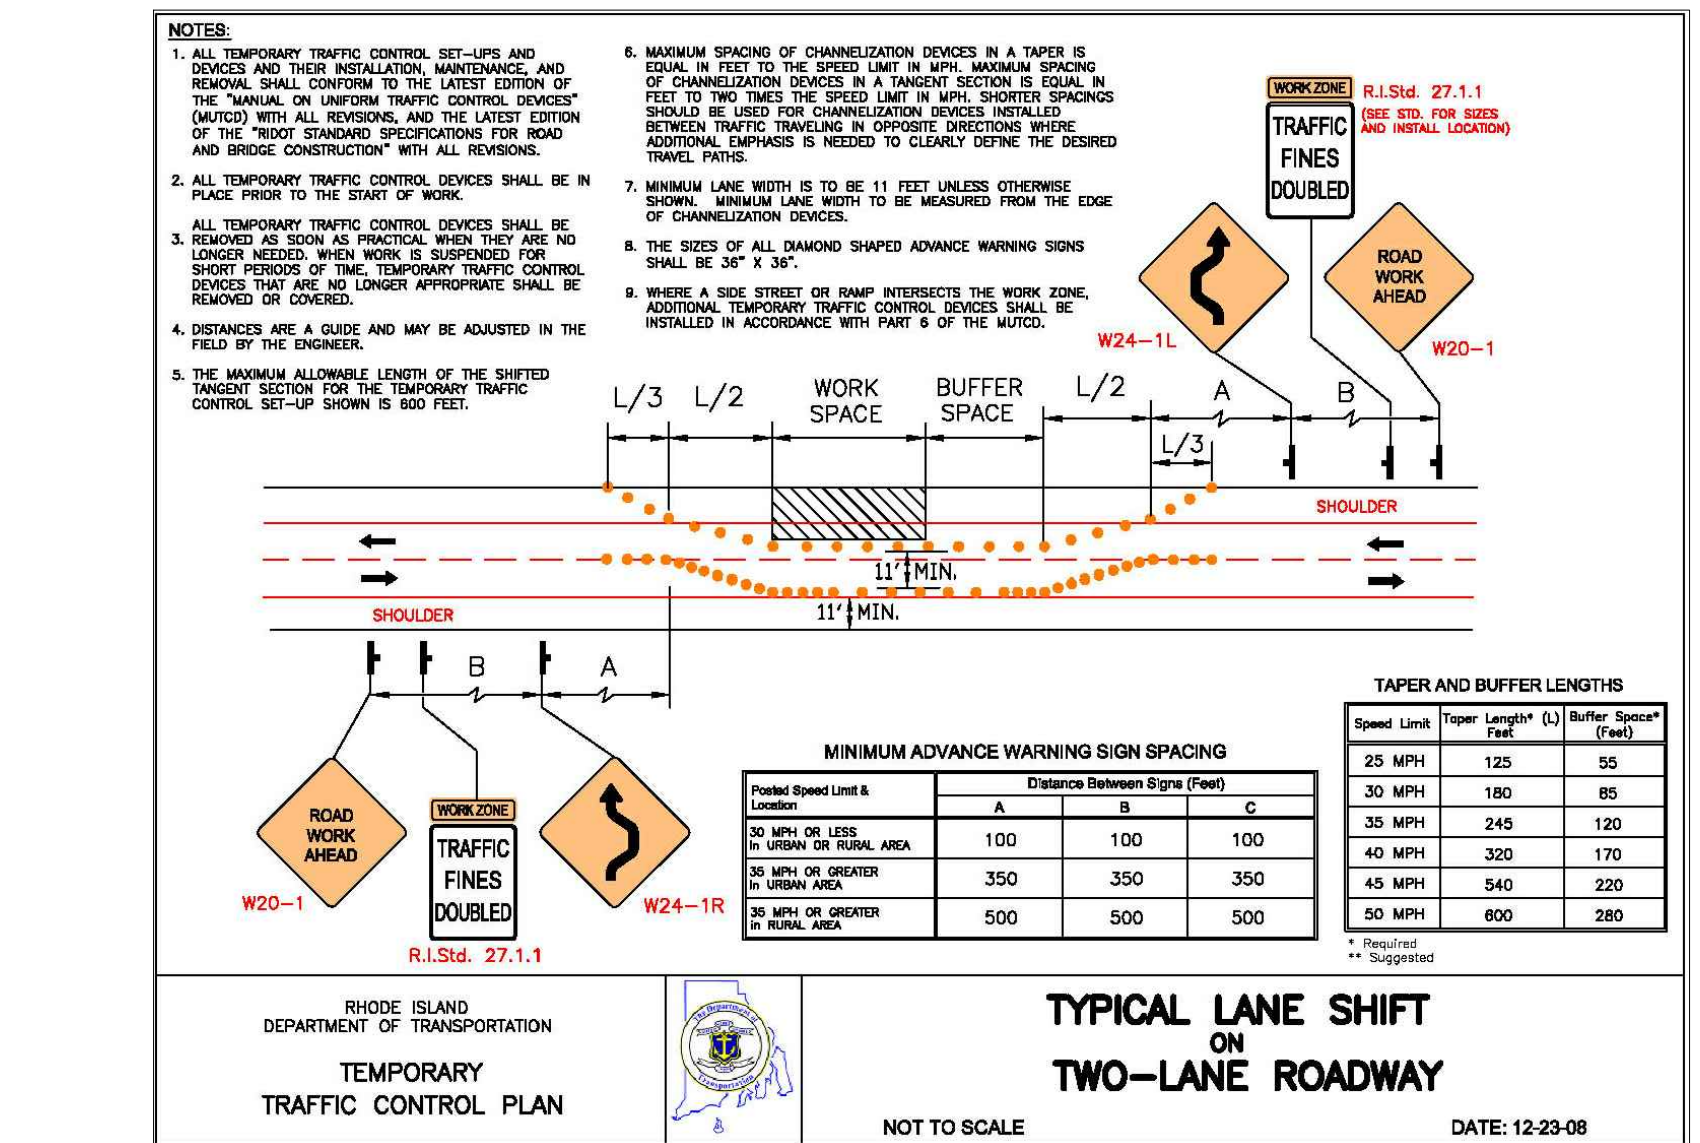 NOTES:
1. ALL TEMPORARY TRAFFIC CONTROL SET-UPS AND
DEVICES AND THEIR INSTALLATION, MAINTENANCE, AND
REMOVAL SHALL CONFORM TO THE LATEST EDITION OF
THE "MANUAL ON UNIFORM TRAFFIC CONTROL DEVICES"
(MUTCD) WITH ALL REVISIONS, AND THE LATEST EDITION
OF THE "RIDOT STANDARD SPECIFICATIONS FOR ROAD
AND BRIDGE CONSTRUCTION" WITH ALL REVISIONS.
2. ALL TEMPORARY TRAFFIC CONTROL DEVICES SHALL BE IN
PLACE PRIOR TO THE START OF WORK.
ALL TEMPORARY TRAFFIC CONTROL DEVICES SHALL BE
3. REMOVED AS SOON AS PRACTICAL WHEN THEY ARE NO
LONGER NEEDED. WHEN WORK IS SUSPENDED FOR
SHORT PERIODS OF TIME, TEMPORARY TRAFFIC CONTROL
DEVICES THAT ARE NO LONGER APPROPRIATE SHALL BE
REMOVED OR COVERED.
4. DISTANCES ARE A GUIDE AND MAY BE ADJUSTED IN THE
FIELD BY THE ENGINEER.
5. THE MAXIMUM ALLOWABLE LENGTH OF THE SHIFTED
TANGENT SECTION FOR THE TEMPORARY TRAFFIC
CONTROL SET-UP SHOWN IS 600 FEET.
6. MAXIMUM SPACING OF CHANNELIZATION DEVICES IN A TAPER IS
EQUAL IN FEET TO THE SPEED LIMIT IN MPH. MAXIMUM SPACING
OF CHANNELIZATION DEVICES IN A TANGENT SECTION IS EQUAL IN
FEET TO TWO TIMES THE SPEED LIMIT IN MPH. SHORTER SPACINGS
SHOULD BE USED FOR CHANNELIZATION DEVICES INSTALLED
BETWEEN TRAFFIC TRAVELING IN OPPOSITE DIRECTIONS WHERE
ADDITIONAL EMPHASIS IS NEEDED TO CLEARLY DEFINE THE DESIRED
TRAVEL PATHS.
7. MINIMUM LANE WIDTH IS TO BE 11 FEET UNLESS OTHERWISE
SHOWN. MINIMUM LANE WIDTH TO BE MEASURED FROM THE EDGE
OF CHANNELIZATION DEVICES.
8. THE SIZES OF ALL DIAMOND SHAPED ADVANCE WARNING SIGNS
SHALL BE 36" X 36".
9. WHERE A SIDE STREET OR RAMP INTERSECTS THE WORK ZONE,
ADDITIONAL TEMPORARY TRAFFIC CONTROL DEVICES SHALL BE
INSTALLED IN ACCORDANCE WITH PART 6 OF THE MUTCD.
WORK ZONE
TRAFFIC
FINES
DOUBLED
R.I.Std. 27.1.1
(SEE STD. FOR SIZES
AND INSTALL LOCATION)
W24-1L
ROAD
WORK
AHEAD
W20-1
L/3 L/2 WORK SPACE BUFFER SPACE L/2 A B
L/3
SHOULDER
11' MIN.
11' MIN.
SHOULDER
B A
ROAD
WORK
AHEAD
W20-1
WORK ZONE
TRAFFIC
FINES
DOUBLED
R.I.Std. 27.1.1
W24-1R
MINIMUM ADVANCE WARNING SIGN SPACING
Posted Speed Limit & Location Distance Between Signs (Feet)
A B C
30 MPH OR LESS in URBAN OR RURAL AREA 100 100 100
35 MPH OR GREATER in URBAN AREA 350 350 350
35 MPH OR GREATER in RURAL AREA 500 500 500
TAPER AND BUFFER LENGTHS
Speed Limit Taper Length* (L) Feet Buffer Space* (Feet)
25 MPH 125 55
30 MPH 180 85
35 MPH 245 120
40 MPH 320 170
45 MPH 540 220
50 MPH 600 280
* Required
** Suggested
RHODE ISLAND
DEPARTMENT OF TRANSPORTATION
TEMPORARY
TRAFFIC CONTROL PLAN
The Department of
Transportation
TYPICAL LANE SHIFT
ON
TWO-LANE ROADWAY
NOT TO SCALE
DATE: 12-23-08